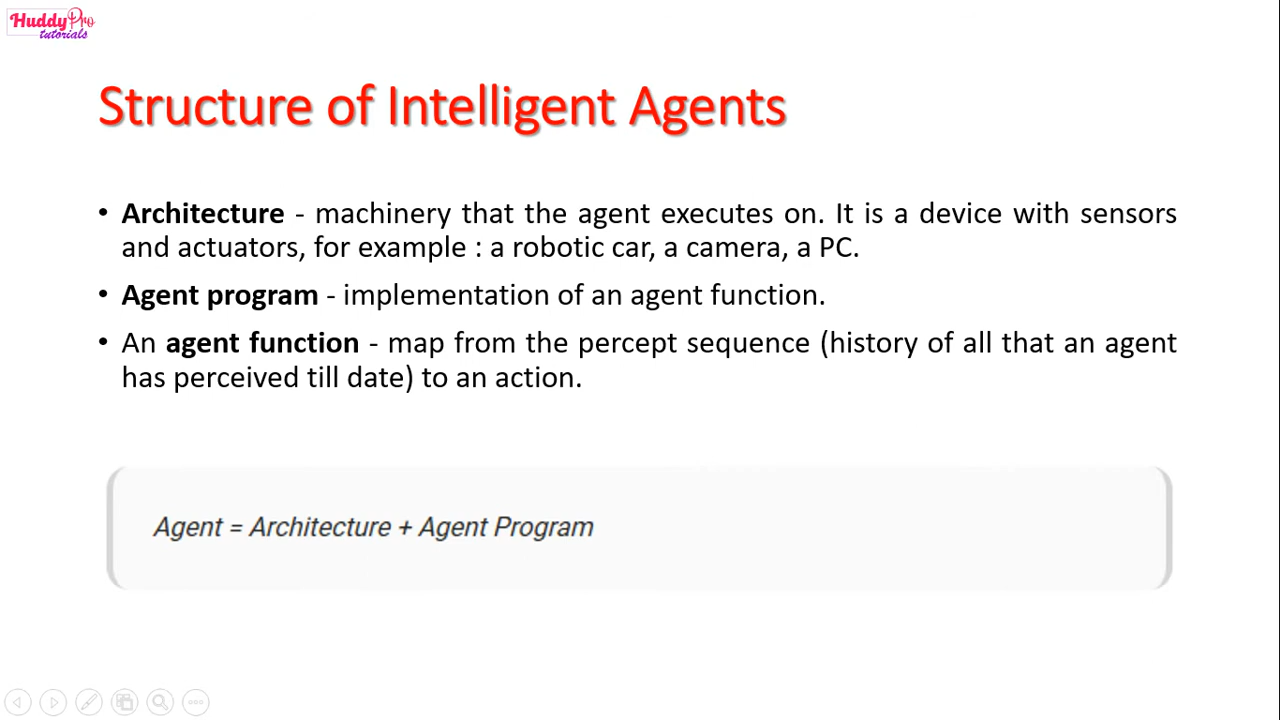 HuddyPro
tutorials
Structure of Intelligent Agents
• Architecture - machinery that the agent executes on. It is a device with sensors
and actuators, for example : a robotic car, a camera, a PC.
• Agent program - implementation of an agent function.
• An agent function - map from the percept sequence (history of all that an agent
has perceived till date) to an action.
Agent = Architecture + Agent Program